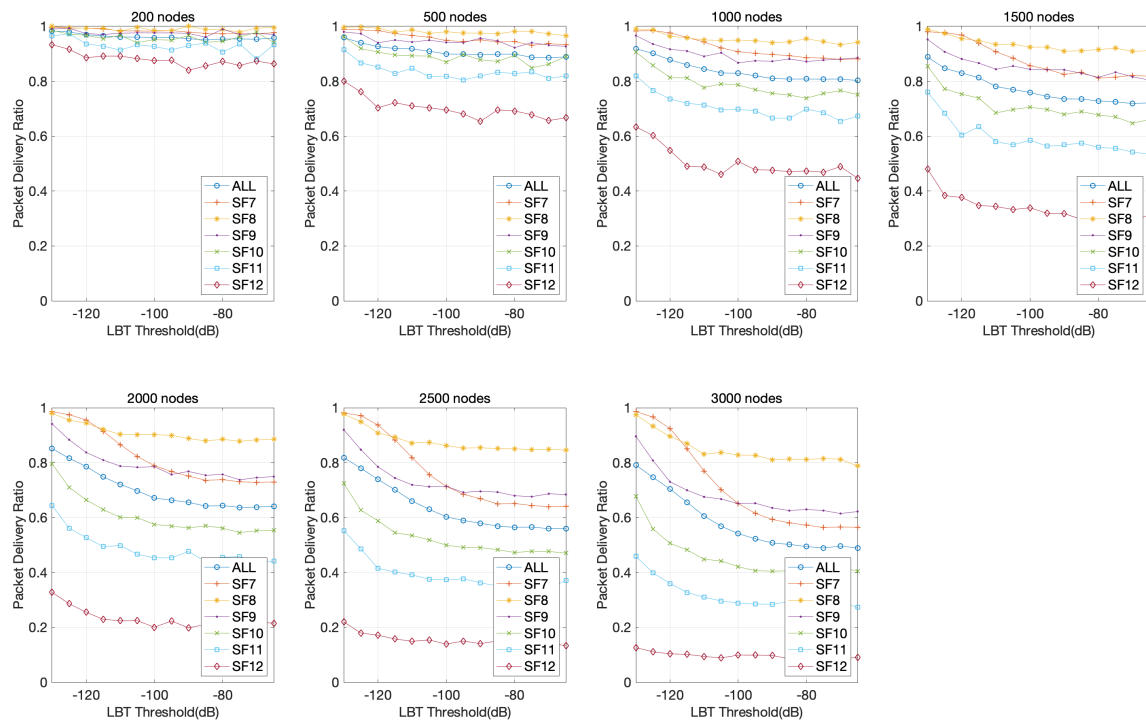 200 nodes
1
0.8
0.6
0.4
0.2
0
Packet Delivery Ratio
-120
-100
-80
LBT Threshold(dB)
ALL
SF7
SF8
SF9
SF10
SF11
SF12
500 nodes
1
0.8
0.6
0.4
0.2
0
Packet Delivery Ratio
-120
-100
-80
LBT Threshold(dB)
ALL
SF7
SF8
SF9
SF10
SF11
SF12
1000 nodes
1
0.8
0.6
0.4
0.2
0
Packet Delivery Ratio
-120
-100
-80
LBT Threshold(dB)
ALL
SF7
SF8
SF9
SF10
SF11
SF12
1500 nodes
1
0.8
0.6
0.4
0.2
0
Packet Delivery Ratio
-120
-100
-80
LBT Threshold(dB)
ALL
SF7
SF8
SF9
SF10
SF11
SF12
2000 nodes
1
0.8
0.6
0.4
0.2
0
Packet Delivery Ratio
-120
-100
-80
LBT Threshold(dB)
ALL
SF7
SF8
SF9
SF10
SF11
SF12
2500 nodes
1
0.8
0.6
0.4
0.2
0
Packet Delivery Ratio
-120
-100
-80
LBT Threshold(dB)
ALL
SF7
SF8
SF9
SF10
SF11
SF12
3000 nodes
1
0.8
0.6
0.4
0.2
0
Packet Delivery Ratio
-120
-100
-80
LBT Threshold(dB)
ALL
SF7
SF8
SF9
SF10
SF11
SF12